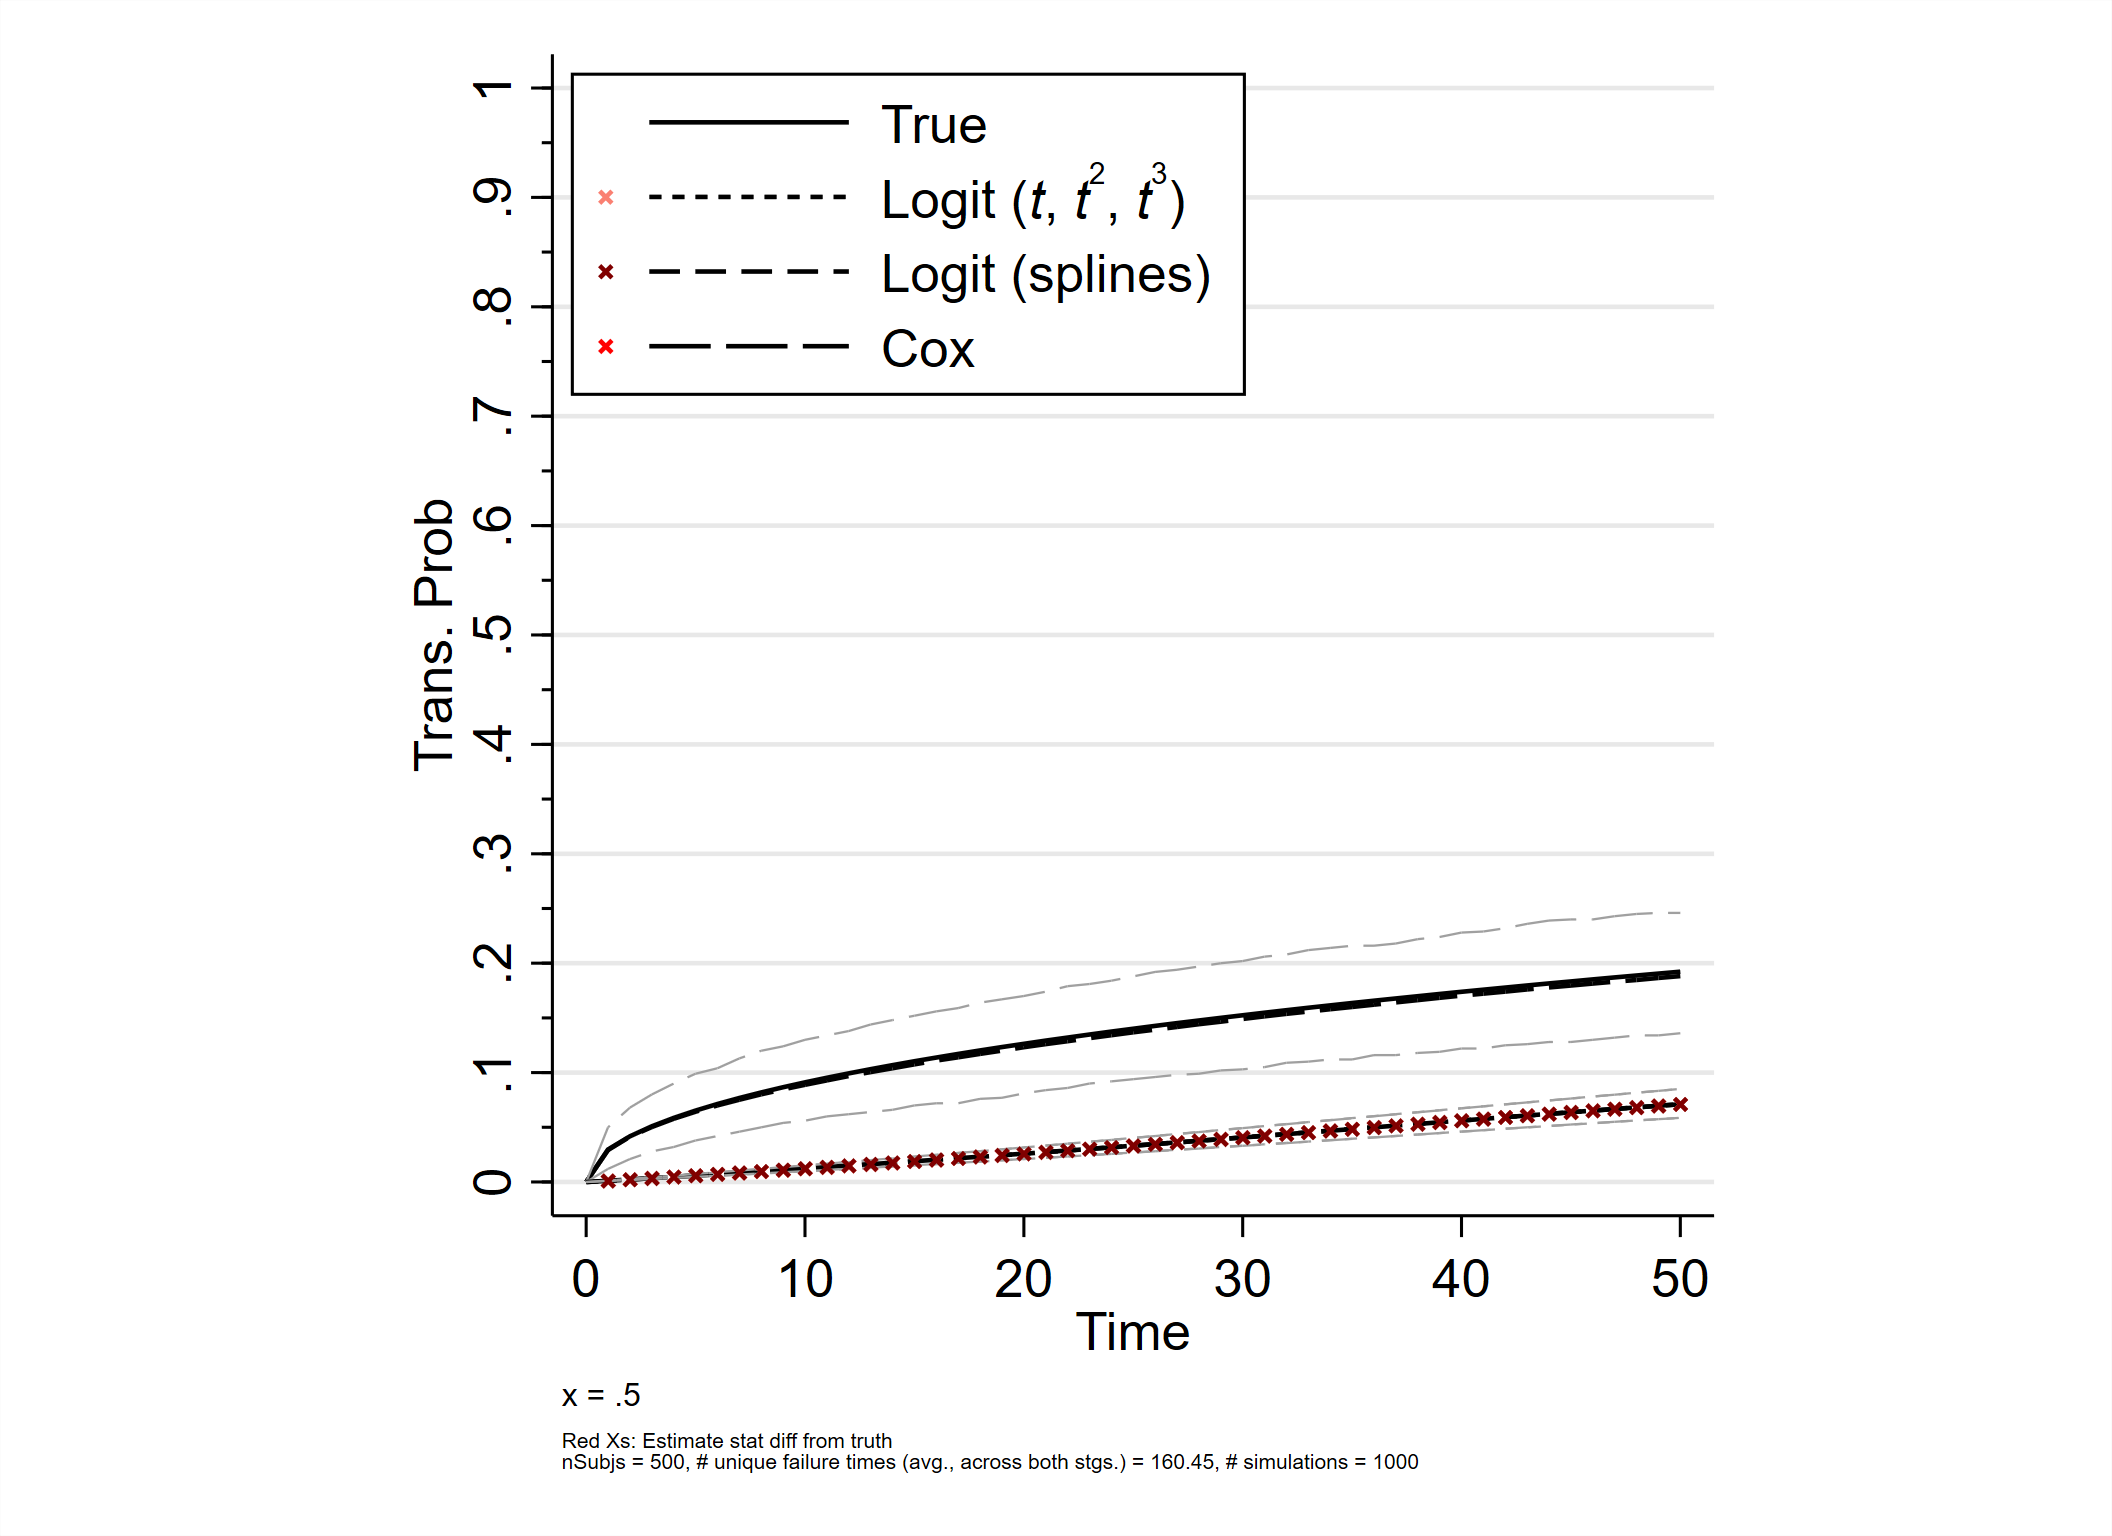 True
Logit (t, t², t³)
Logit (splines)
Cox
Trans. Prob
1
.9
.8
.7
.6
.5
.4
.3
.2
.1
0
0 10 20 30 40 50
Time
x = .5
Red Xs: Estimate stat diff from truth
nSubjs = 500, # unique failure times (avg., across both stgs.) = 160.45, # simulations = 1000